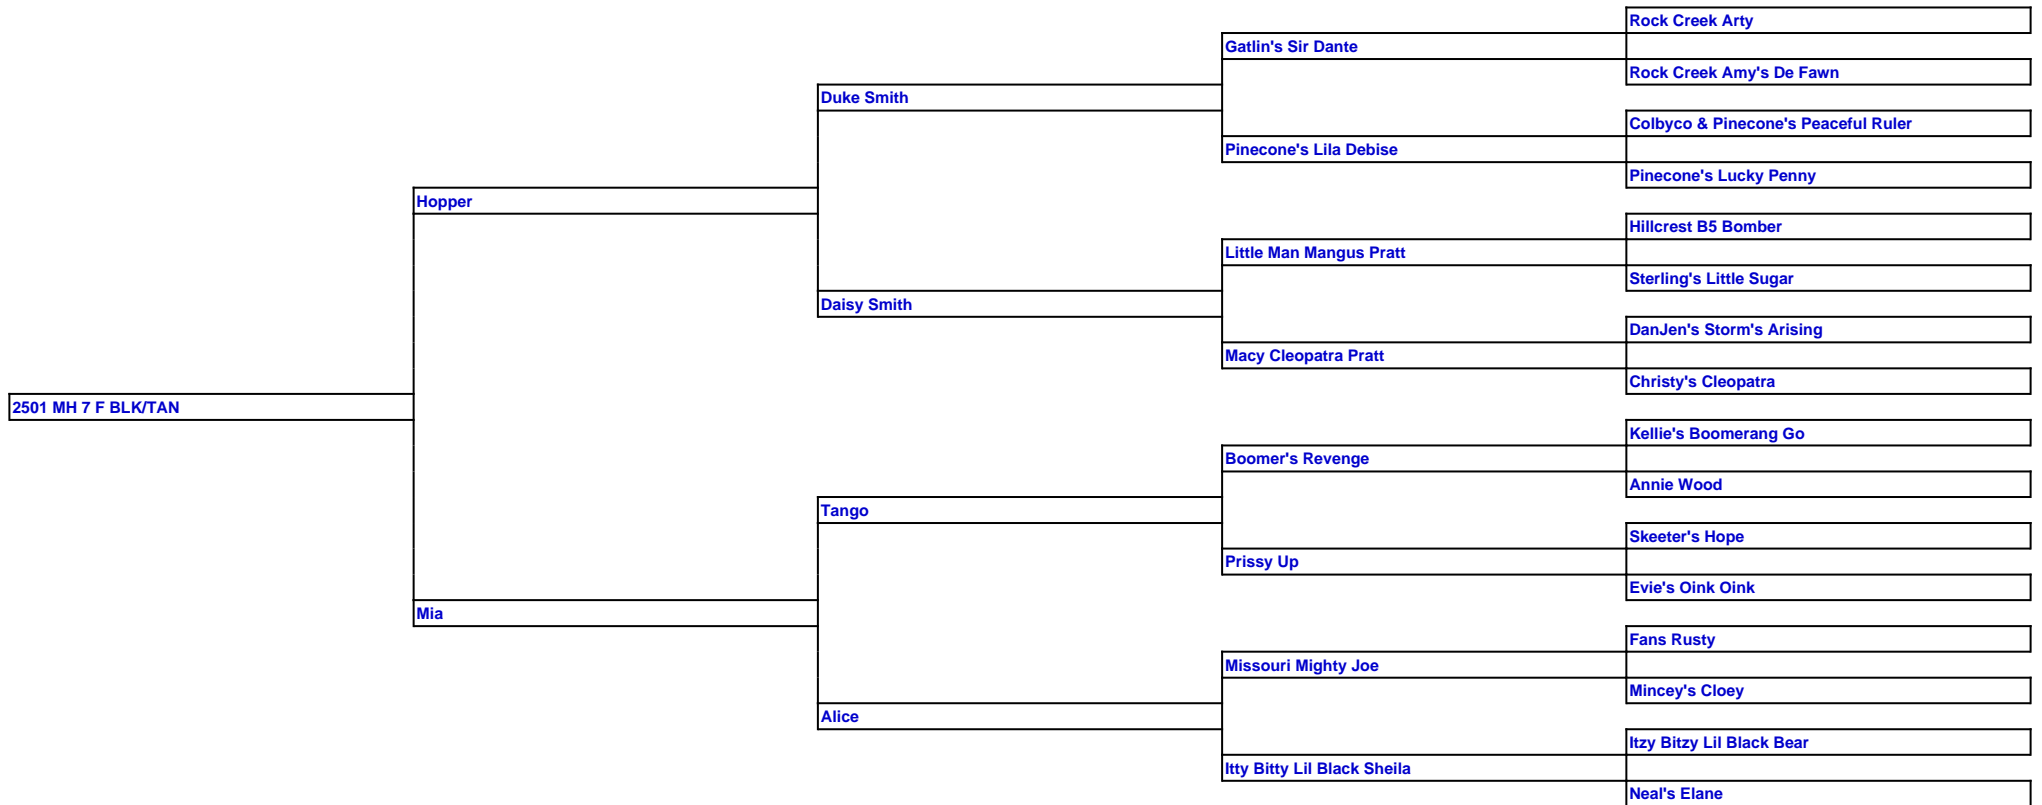 Rock Creek Arty
Gatlin's Sir Dante
Rock Creek Amy's De Fawn
Duke Smith
Colbyco & Pinecone's Peaceful Ruler
Pinecone's Lila Debise
Pinecone's Lucky Penny
Hopper
Hillcrest B5 Bomber
Little Man Mangus Pratt
Sterling's Little Sugar
Daisy Smith
DanJen's Storm's Arising
Macy Cleopatra Pratt
Christy's Cleopatra
2501 MH 7 F BLK/TAN
Kellie's Boomerang Go
Boomer's Revenge
Annie Wood
Tango
Skeeter's Hope
Prissy Up
Evie's Oink Oink
Mia
Fans Rusty
Missouri Mighty Joe
Mincey's Cloey
Alice
Itzy Bitzy Lil Black Bear
Itty Bitty Lil Black Sheila
Neal's Elane